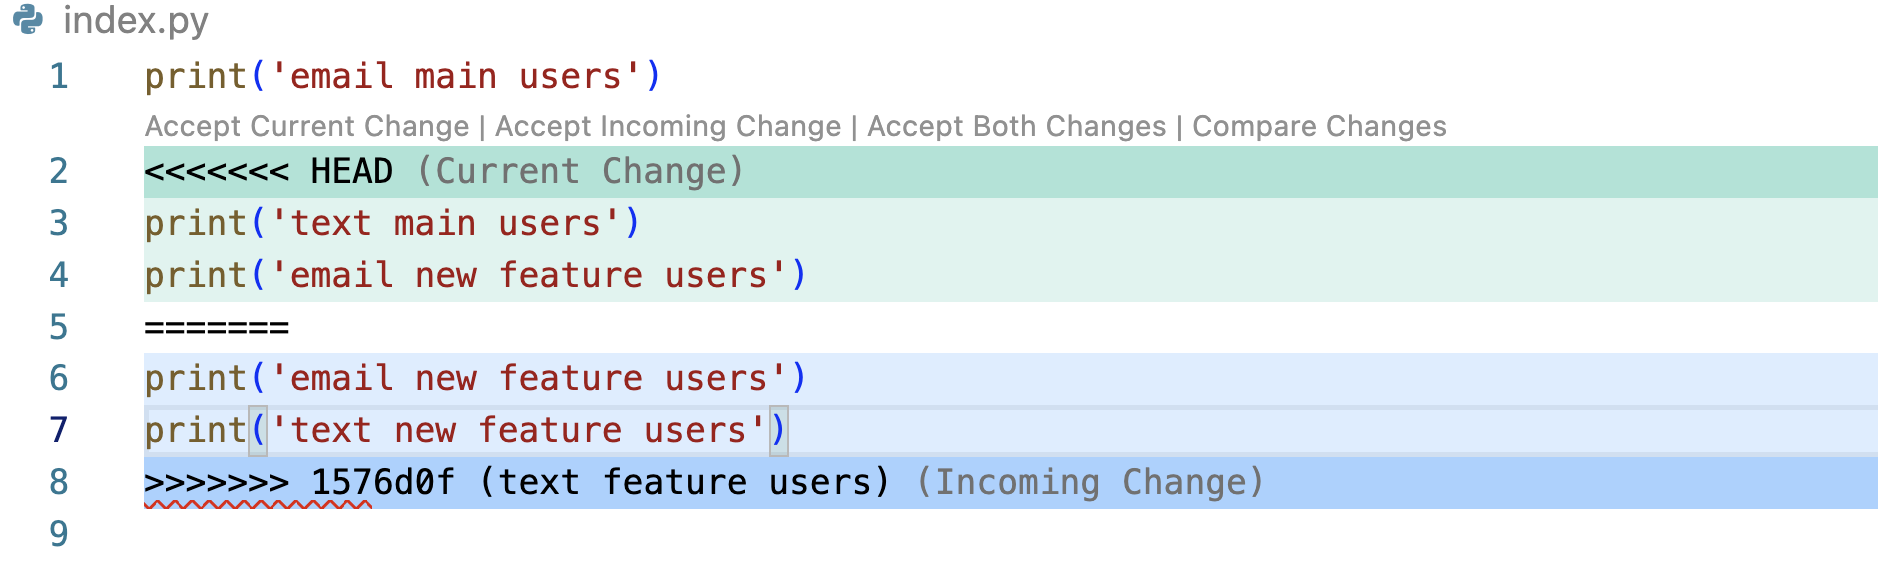 index.py
1 print('email main users')
Accept Current Change | Accept Incoming Change | Accept Both Changes | Compare Changes
2 <<<<<<< HEAD (Current Change)
3 print('text main users')
4 print('email new feature users')
5 =======
6 print('email new feature users')
7 print('text new feature users')
8 >>>>>>> 1576d0f (text feature users) (Incoming Change)
9